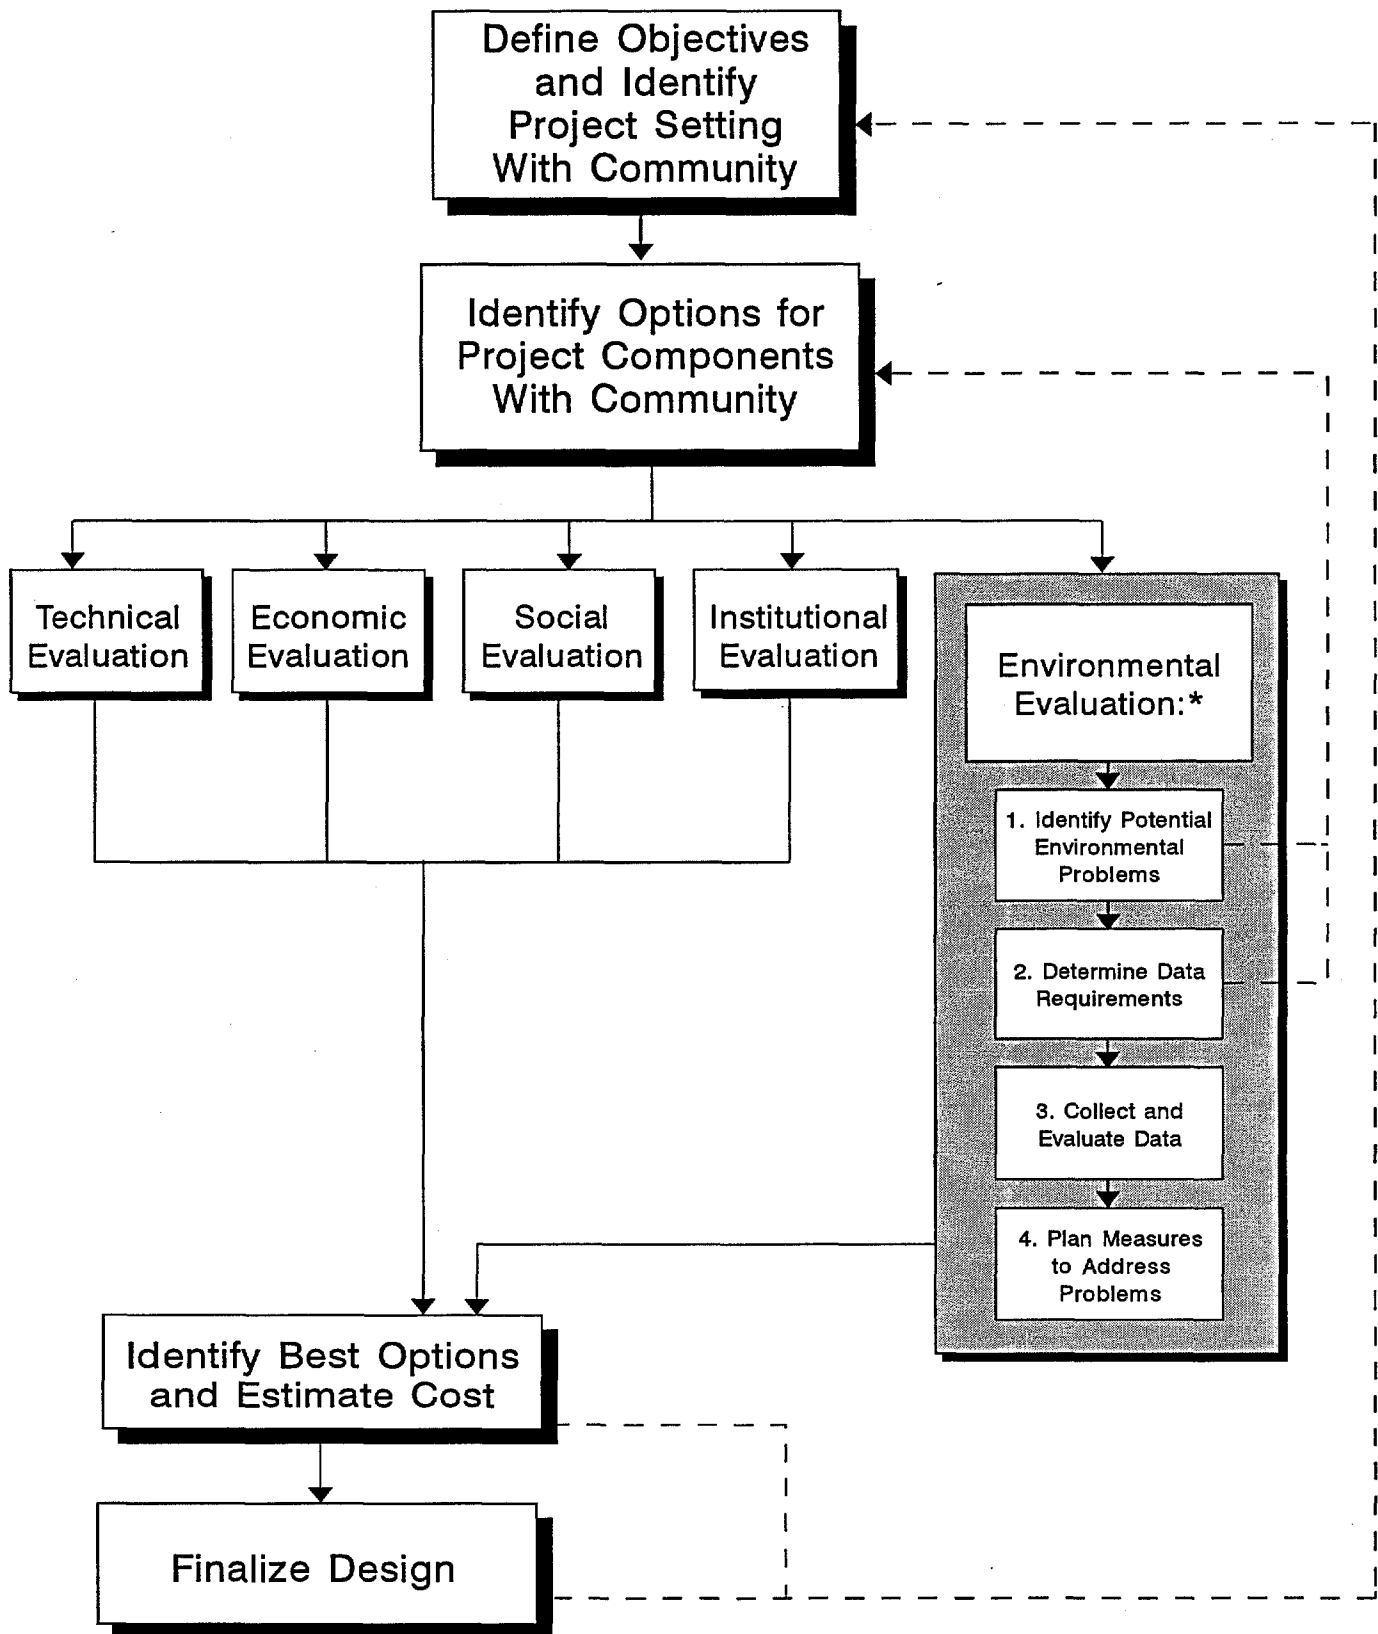 Define Objectives
and Identify
Project Setting
With Community
Identify Options for
Project Components
With Community
Technical
Evaluation
Economic
Evaluation
Social
Evaluation
Institutional
Evaluation
Environmental
Evaluation:*
1. Identify Potential
Environmental
Problems
2. Determine Data
Requirements
3. Collect and
Evaluate Data
4. Plan Measures
to Address
Problems
Identify Best Options
and Estimate Cost
Finalize Design